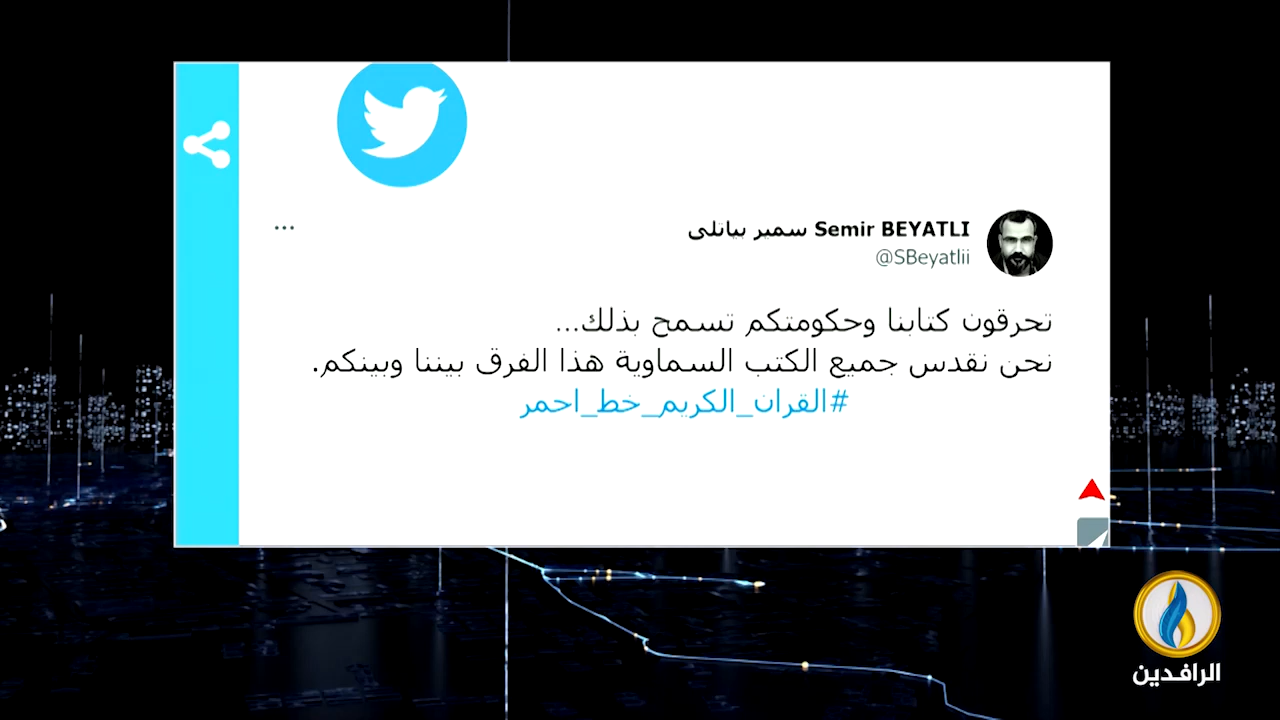 Semir BEYATLI سمير بياتلى
@SBeyatlii
تحرقون كتابنا وحكومتكم تسمح بذلك...
نحن نقدس جميع الكتب السماوية هذا الفرق بيننا وبينكم.
#القران_الكريم_خط_احمر
الرافدين